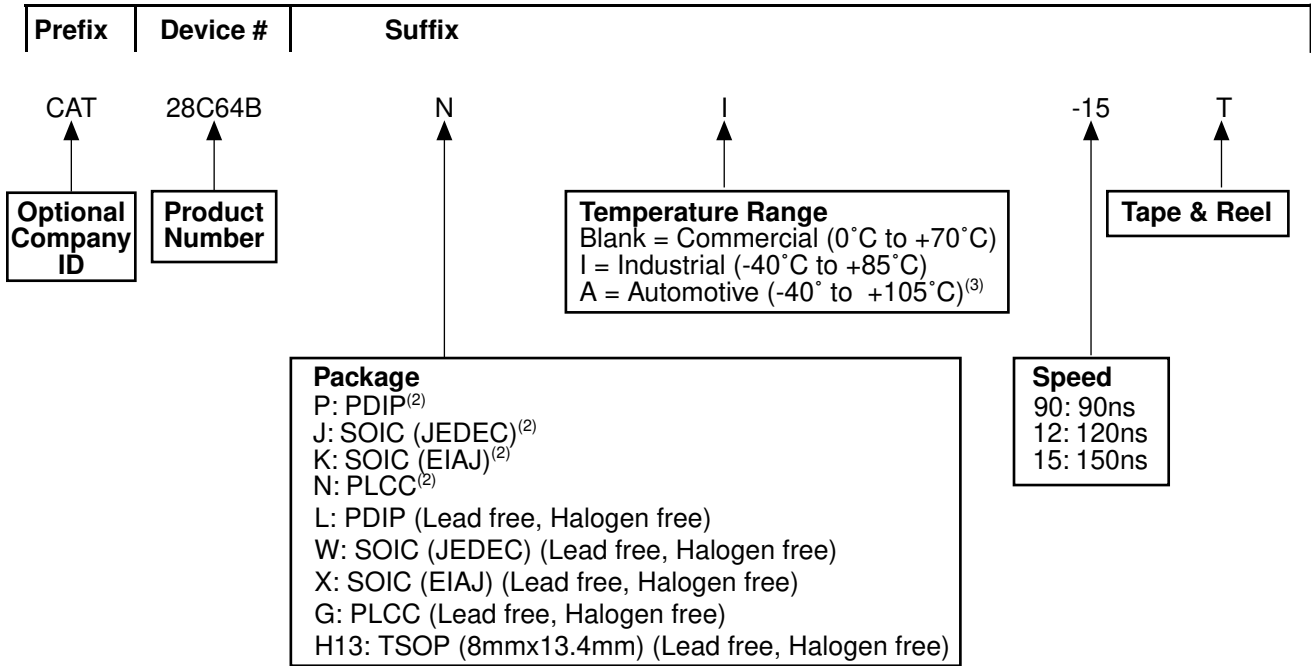 Prefix Device # Suffix
CAT 28C64B N I -15 T
Optional
Company
ID
Product
Number
Temperature Range
Blank = Commercial (0˚C to +70˚C)
I = Industrial (-40˚C to +85˚C)
A = Automotive (-40˚ to +105˚C)(3)
Tape & Reel
Package
P: PDIP(2)
J: SOIC (JEDEC)(2)
K: SOIC (EIAJ)(2)
N: PLCC(2)
L: PDIP (Lead free, Halogen free)
W: SOIC (JEDEC) (Lead free, Halogen free)
X: SOIC (EIAJ) (Lead free, Halogen free)
G: PLCC (Lead free, Halogen free)
H13: TSOP (8mmx13.4mm) (Lead free, Halogen free)
Speed
90: 90ns
12: 120ns
15: 150ns